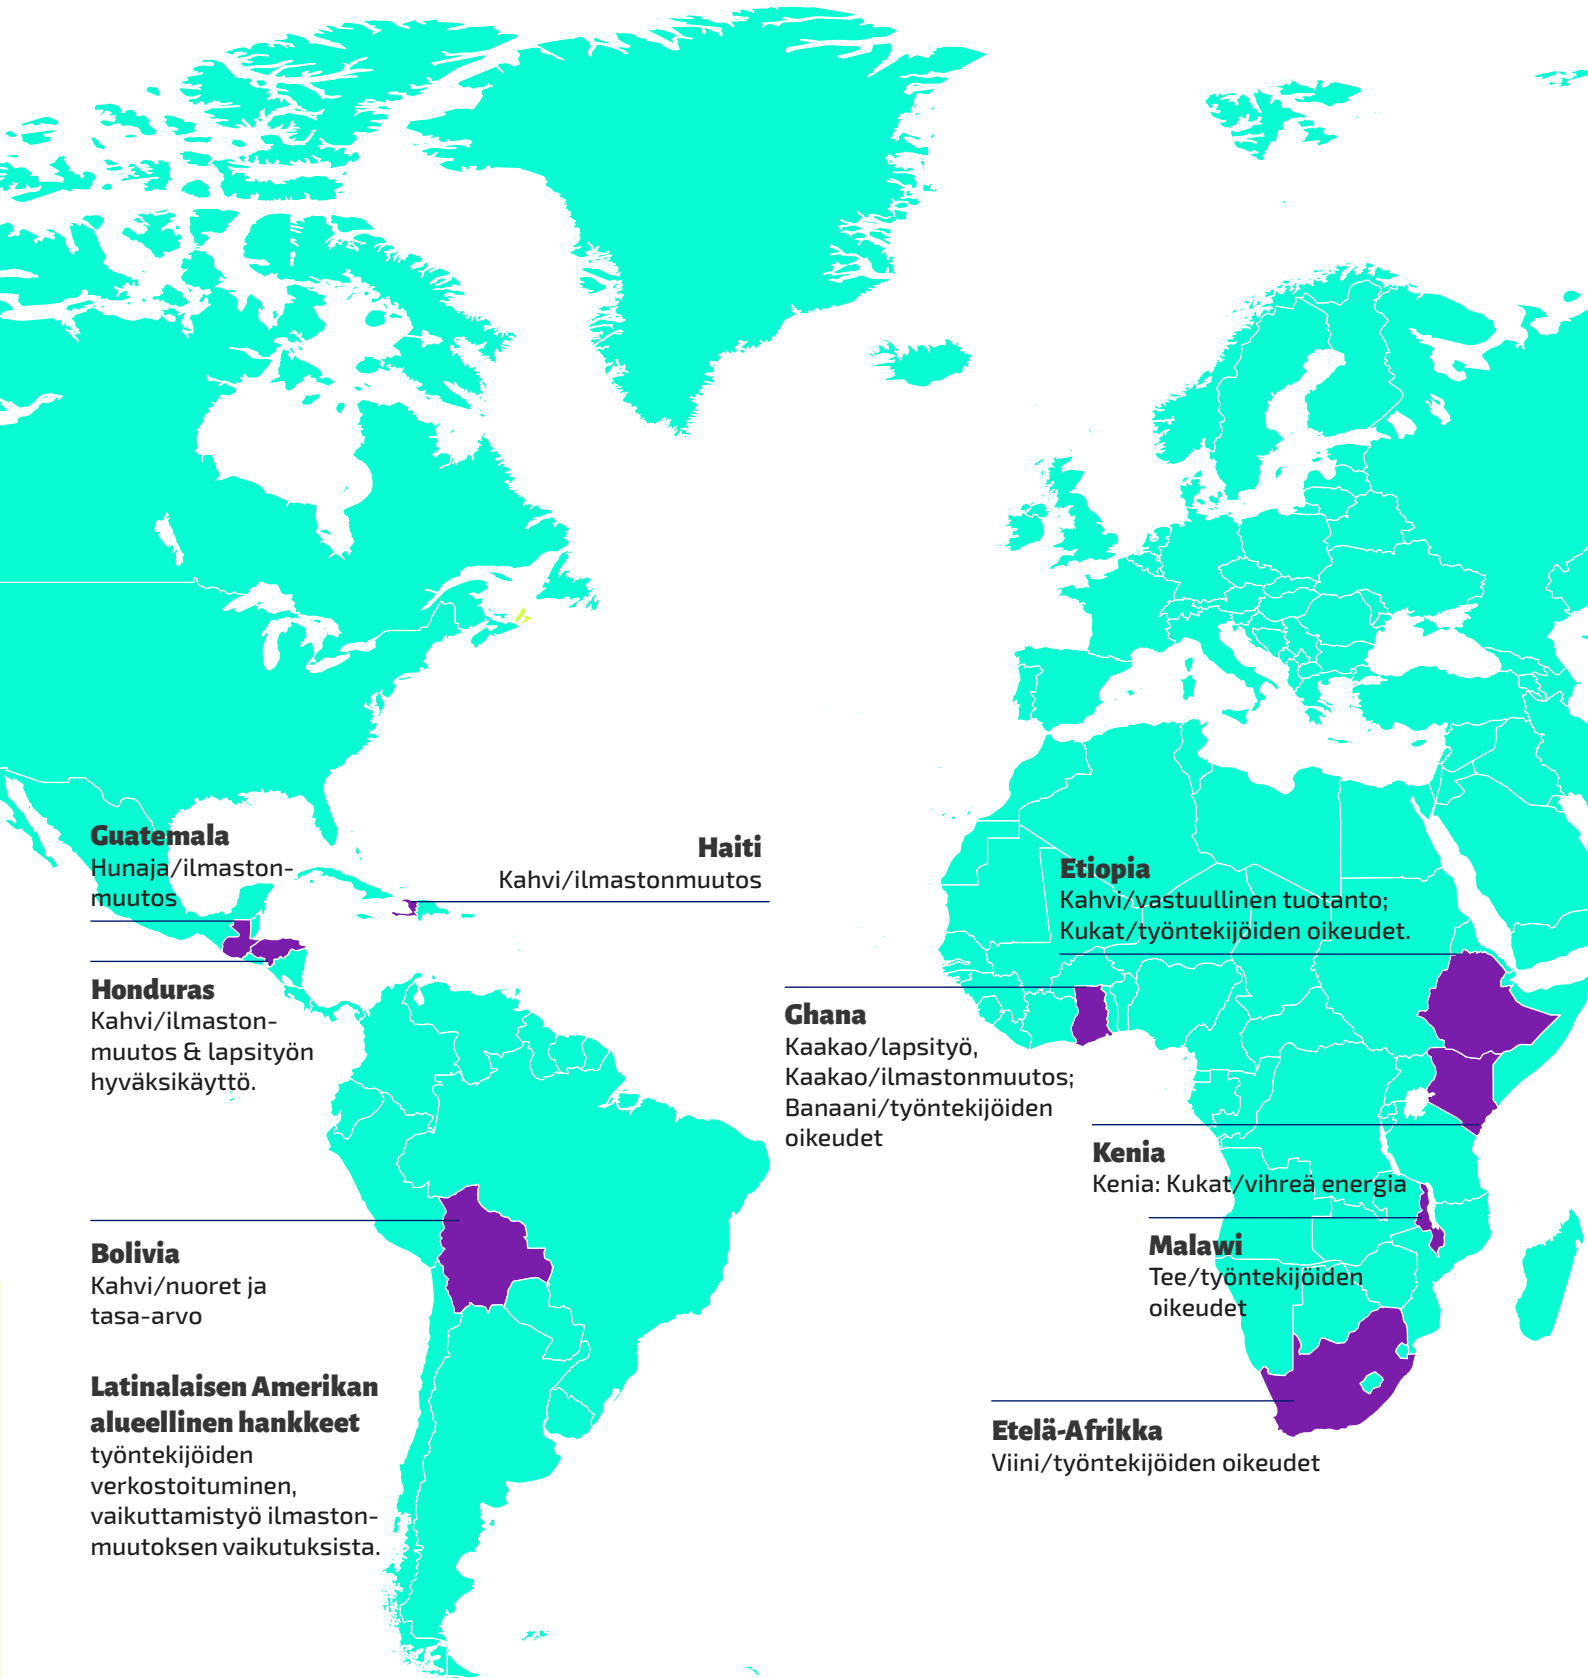 Guatemala
Hunaja/ilmaston-
muutos
Haiti
Kahvi/ilmastonmuutos
Etiopia
Kahvi/vastuullinen tuotanto;
Kukat/työntekijöiden oikeudet.
Honduras
Kahvi/ilmaston-
muutos & lapsityön
hyväksikäyttö.
Ghana
Kaakao/lapsityö,
Kaakao/ilmastonmuutos;
Banaani/työntekijöiden
oikeudet
Kenia
Kenia: Kukat/vihreä energia
Bolivia
Kahvi/nuoret ja
tasa-arvo
Malawi
Tee/työntekijöiden
oikeudet
Latinalaisen Amerikan
alueellinen hankkeet
työntekijöiden
verkostoituminen,
vaikuttamistyö ilmaston-
muutoksen vaikutuksista.
Etelä-Afrikka
Viini/työntekijöiden oikeudet